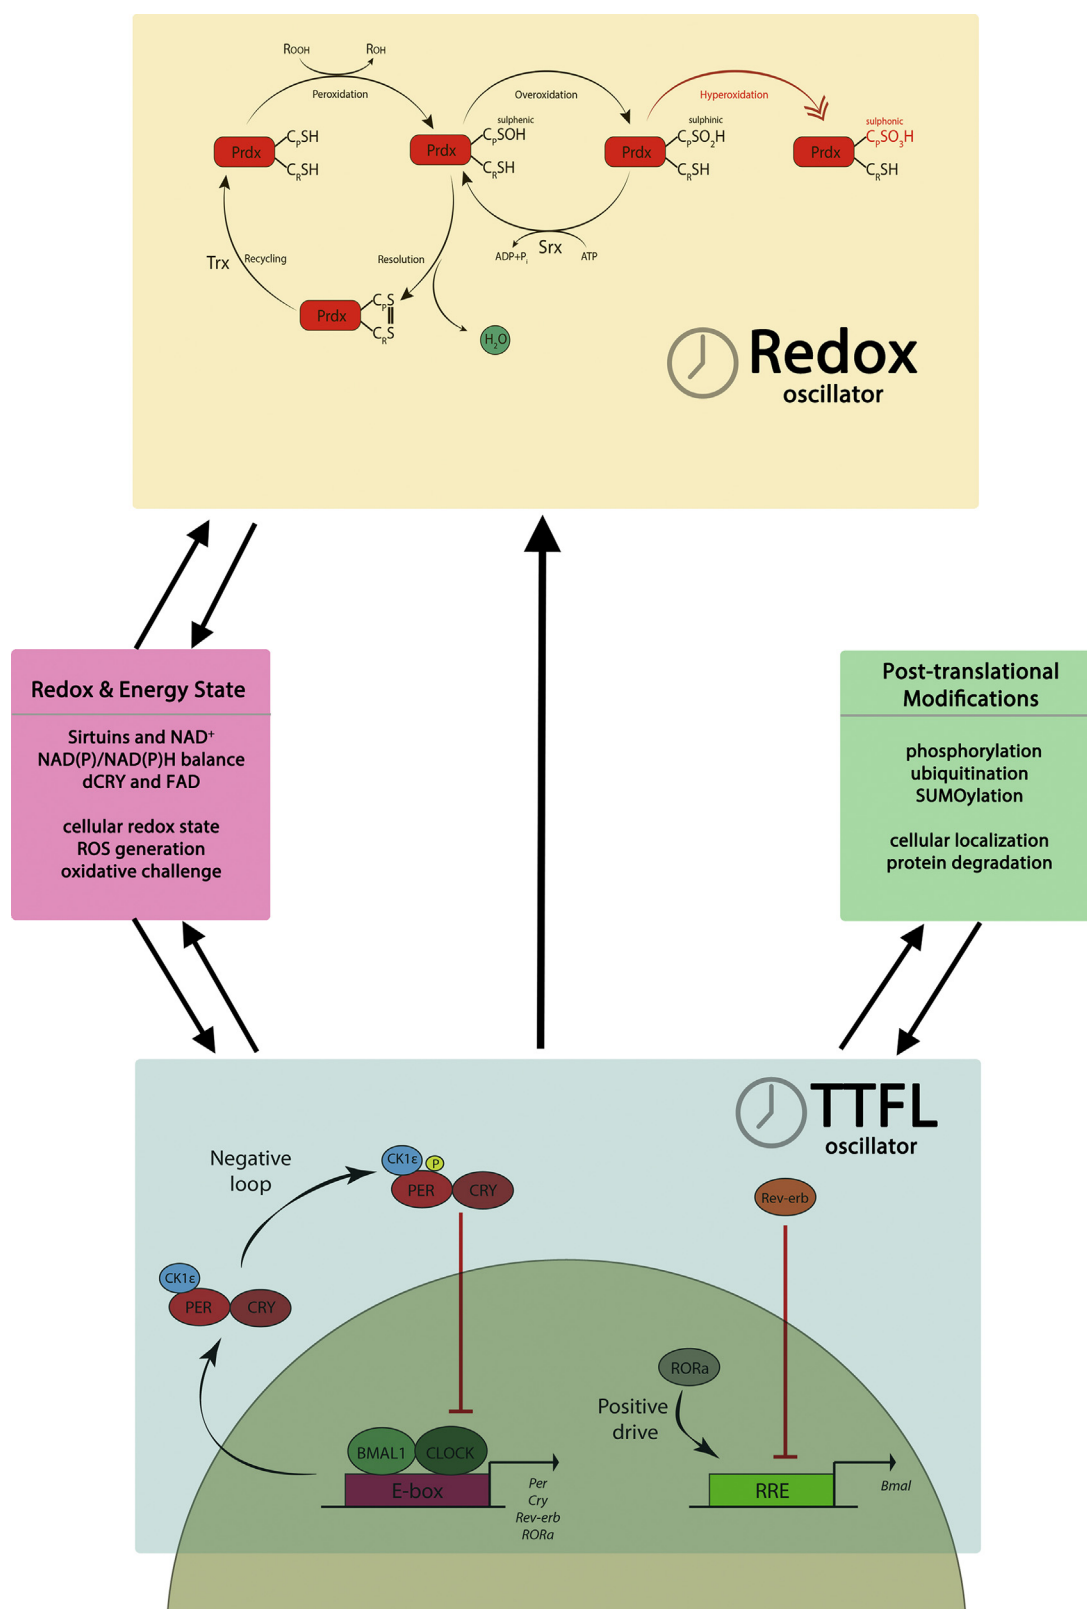 ROOH
ROH
Peroxidation
Overoxidation
Hyperoxidation
sulphenic
sulphinic
sulphonic
Prdx
CPSH
CRSH
Prdx
CPSOH
CRSH
Prdx
CPSO2H
CRSH
Prdx
CPSO3H
CRSH
Trx
Recycling
Resolution
ADP+Pi
Srx
ATP
Prdx
CPS
CRS
H2O
Redox
oscillator
Redox & Energy State
Sirtuins and NAD+
NAD(P)/NAD(P)H balance
dCRY and FAD
cellular redox state
ROS generation
oxidative challenge
Post-translational
Modifications
phosphorylation
ubiquitination
SUMOylation
cellular localization
protein degradation
TTFL
oscillator
Negative
loop
CK1ε
P
PER
CRY
Rev-erb
CK1ε
PER
CRY
RORa
Positive
drive
BMAL1
CLOCK
E-box
Per
Cry
Rev-erb
RORa
RRE
Bmal